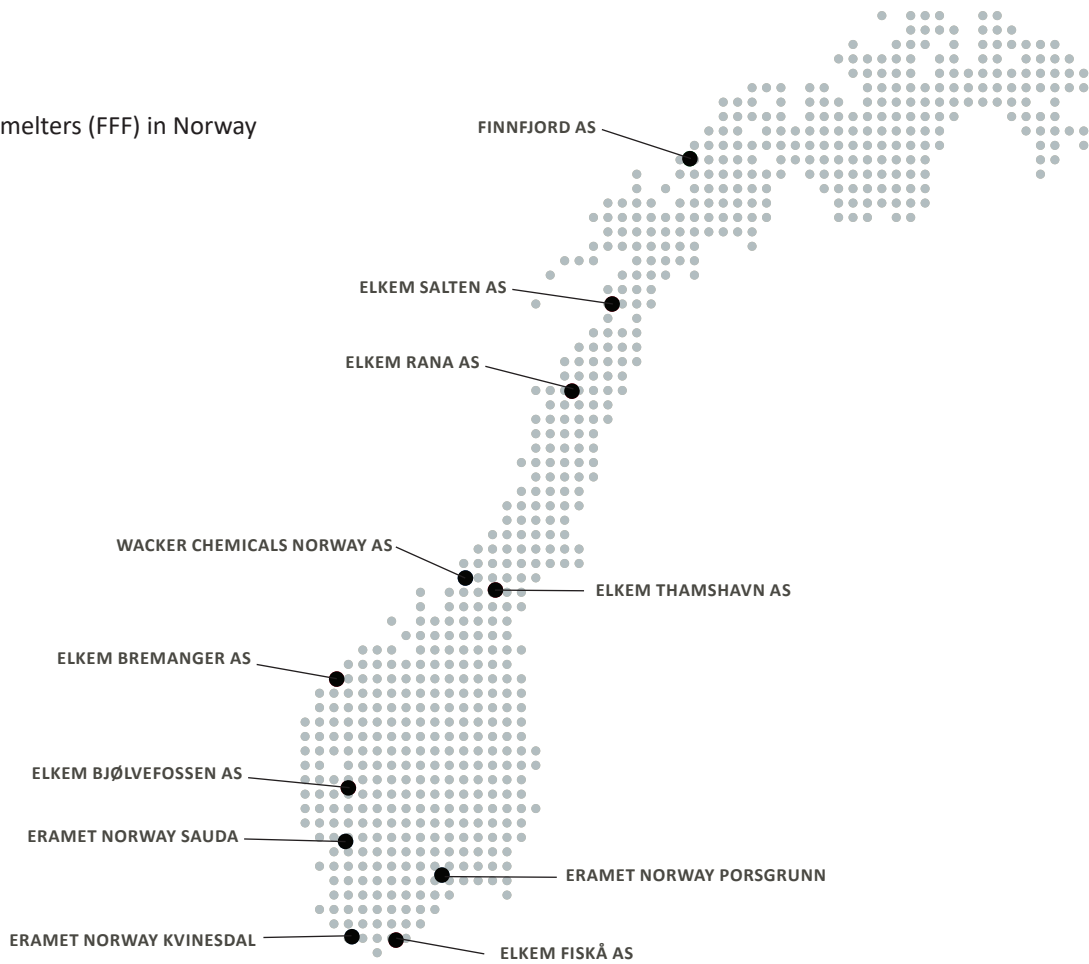 melters (FFF) in Norway
FINNFJORD AS
ELKEM SALTEN AS
ELKEM RANA AS
WACKER CHEMICALS NORWAY AS
ELKEM THAMSHAVN AS
ELKEM BREMANGER AS
ELKEM BJØLVEFOSSEN AS
ERAMET NORWAY SAUDA
ERAMET NORWAY PORSGRUNN
ERAMET NORWAY KVINESDAL
ELKEM FISKÅ AS